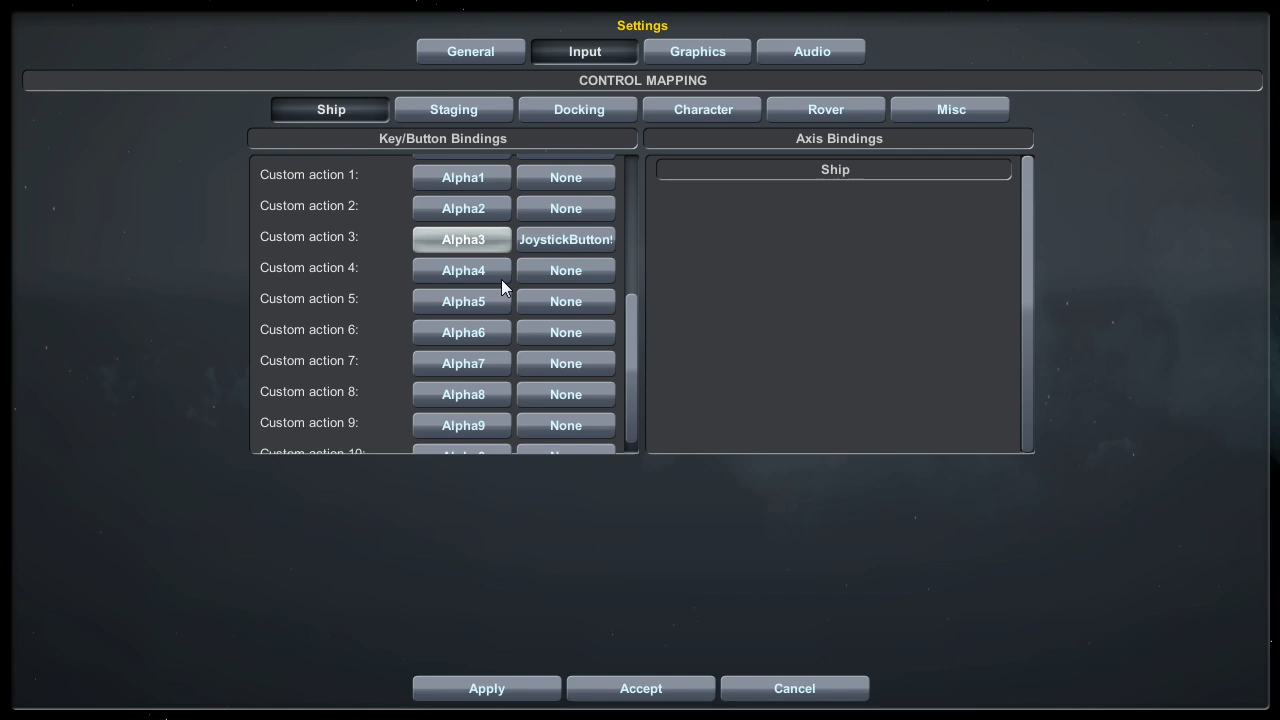 Settings
General Input Graphics Audio
CONTROL MAPPING
Ship Staging Docking Character Rover Misc
Key/Button Bindings Axis Bindings
Ship
Custom action 1: Alpha1 None
Custom action 2: Alpha2 None
Custom action 3: Alpha3 JoystickButton
Custom action 4: Alpha4 None
Custom action 5: Alpha5 None
Custom action 6: Alpha6 None
Custom action 7: Alpha7 None
Custom action 8: Alpha8 None
Custom action 9: Alpha9 None
Custom action 10:
Apply Accept Cancel